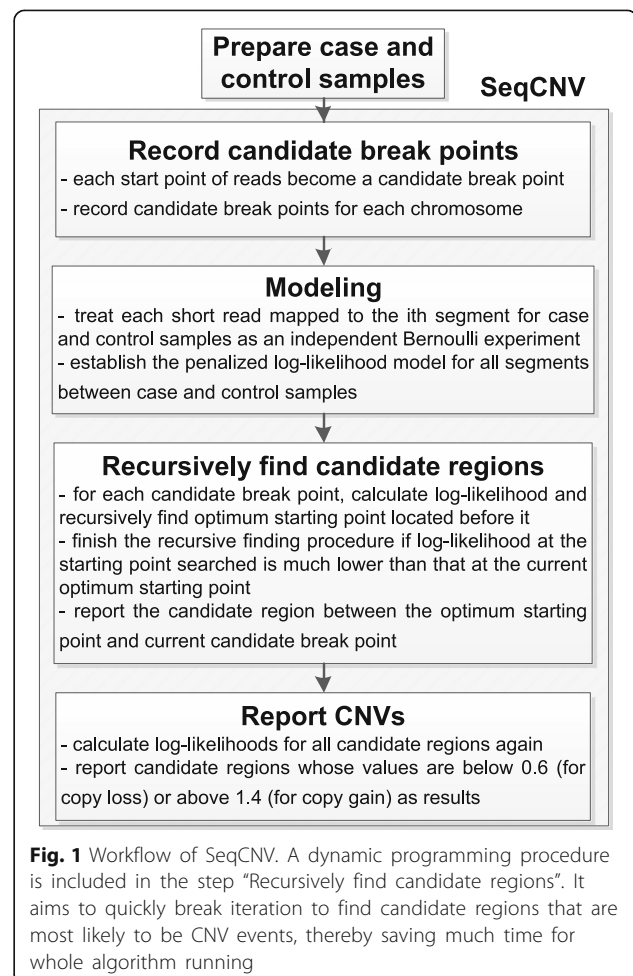 Prepare case and
control samples
SeqCNV
Record candidate break points
- each start point of reads become a candidate break point
- record candidate break points for each chromosome
Modeling
- treat each short read mapped to the ith segment for case
and control samples as an independent Bernoulli experiment
- establish the penalized log-likelihood model for all segments
between case and control samples
Recursively find candidate regions
- for each candidate break point, calculate log-likelihood and
recursively find optimum starting point located before it
- finish the recursive finding procedure if log-likelihood at the
starting point searched is much lower than that at the current
optimum starting point
- report the candidate region between the optimum starting
point and current candidate break point
Report CNVs
- calculate log-likelihoods for all candidate regions again
- report candidate regions whose values are below 0.6 (for
copy loss) or above 1.4 (for copy gain) as results
Fig. 1 Workflow of SeqCNV. A dynamic programming procedure
is included in the step “Recursively find candidate regions”. It
aims to quickly break iteration to find candidate regions that are
most likely to be CNV events, thereby saving much time for
whole algorithm running